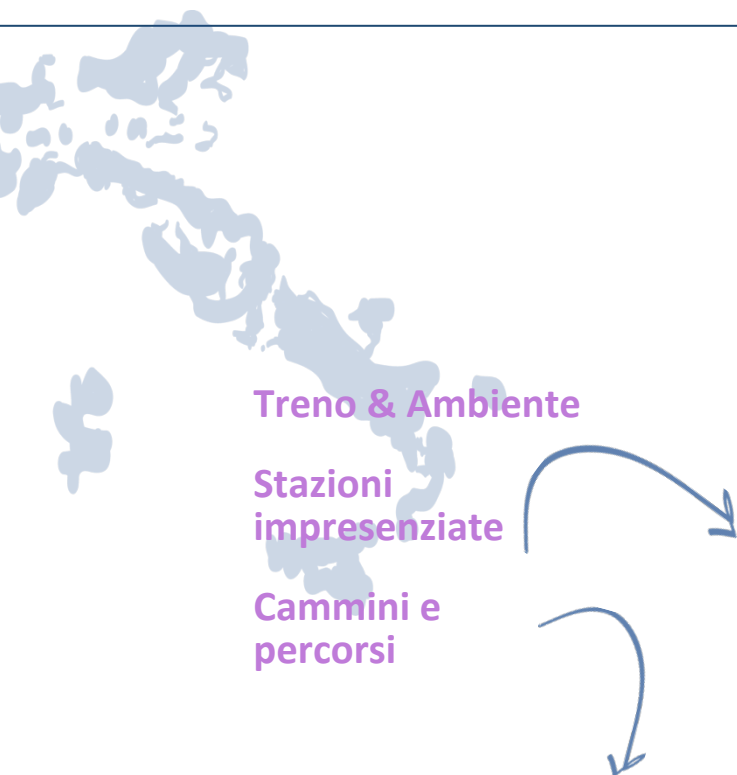 Treno & Ambiente
Stazioni
impresenziate
Cammini e
percorsi